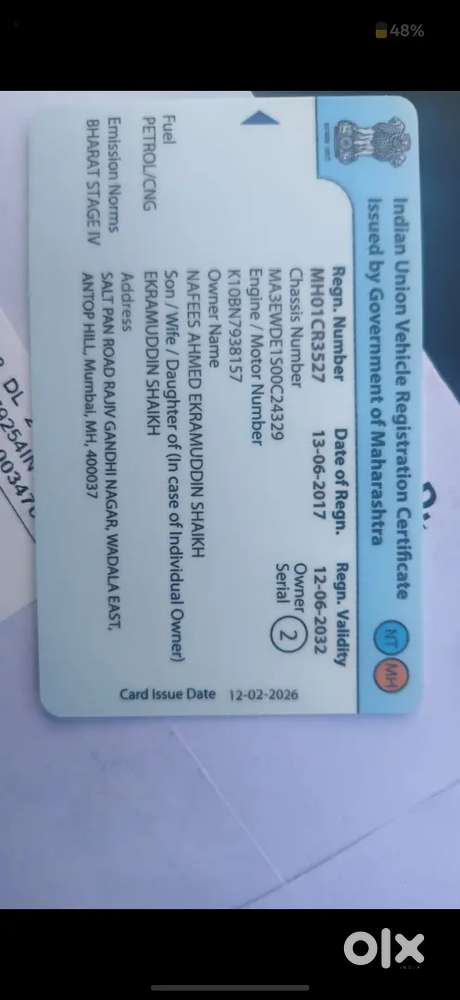 48%
Indian Union Vehicle Registration Certificate
Issued by Government of Maharashtra
NT MH
Regn. Number Date of Regn. Regn. Validity
MH01CR3527 13-06-2017 12-06-2032
Chassis Number Owner Serial 2
MA3EWDE1S00C24329
Engine / Motor Number
K10BN7938157
Owner Name
NAFEES AHMED EKRAMUDDIN SHAIKH
Son / Wife / Daughter of (In case of Individual Owner)
EKRAMUDDIN SHAIKH
Fuel
PETROL/CNG
Address
Emission Norms
SALT PAN ROAD RAJIV GANDHI NAGAR, WADALA EAST,
BHARAT STAGE IV
ANTOP HILL, Mumbai, MH, 400037
Card Issue Date 12-02-2026
DL
9254IN
00347
olx
INDIA